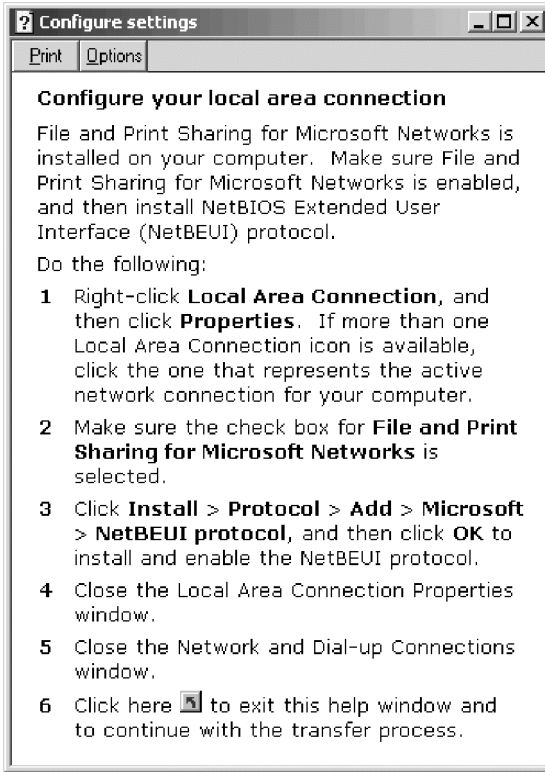 Configure settings
Print Options
Configure your local area connection
File and Print Sharing for Microsoft Networks is
installed on your computer. Make sure File and
Print Sharing for Microsoft Networks is enabled,
and then install NetBIOS Extended User
Interface (NetBEUI) protocol.
Do the following:
1 Right-click Local Area Connection, and
then click Properties. If more than one
Local Area Connection icon is available,
click the one that represents the active
network connection for your computer.
2 Make sure the check box for File and Print
Sharing for Microsoft Networks is
selected.
3 Click Install > Protocol > Add > Microsoft
> NetBEUI protocol, and then click OK to
install and enable the NetBEUI protocol.
4 Close the Local Area Connection Properties
window.
5 Close the Network and Dial-up Connections
window.
6 Click here to exit this help window and
to continue with the transfer process.